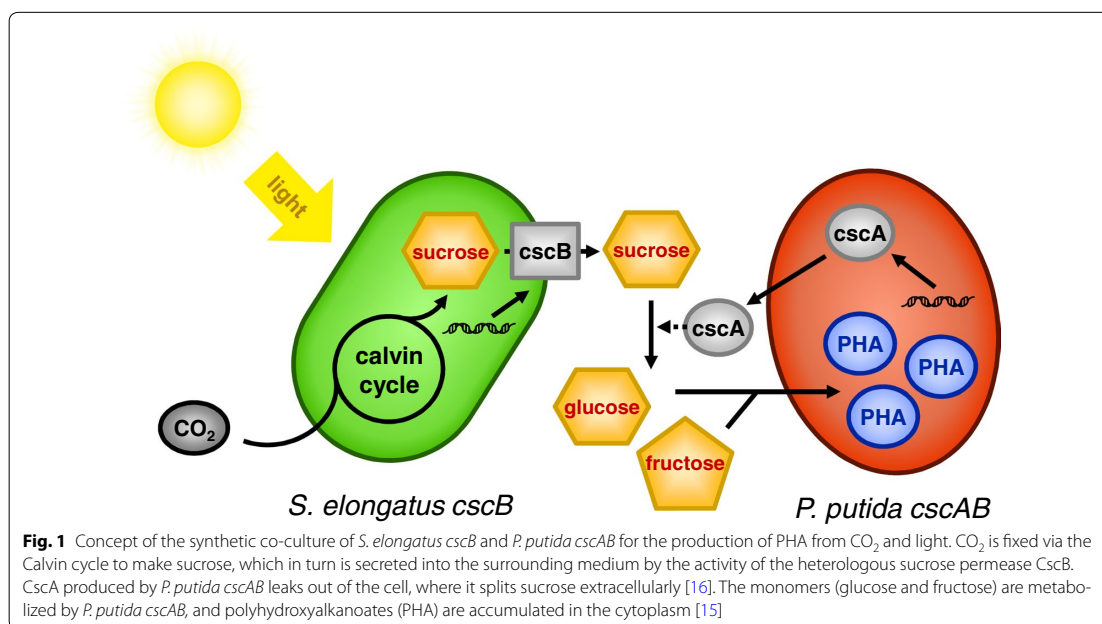 light
sucrose
cscB
sucrose
cscA
cscA
calvin
cycle
PHA
PHA
PHA
glucose
fructose
CO₂
S. elongatus cscB
P. putida cscAB
Fig. 1 Concept of the synthetic co-culture of S. elongatus cscB and P. putida cscAB for the production of PHA from CO₂ and light. CO₂ is fixed via the
Calvin cycle to make sucrose, which in turn is secreted into the surrounding medium by the activity of the heterologous sucrose permease CscB.
CscA produced by P. putida cscAB leaks out of the cell, where it splits sucrose extracellularly [16]. The monomers (glucose and fructose) are metabo-
lized by P. putida cscAB, and polyhydroxyalkanoates (PHA) are accumulated in the cytoplasm [15]